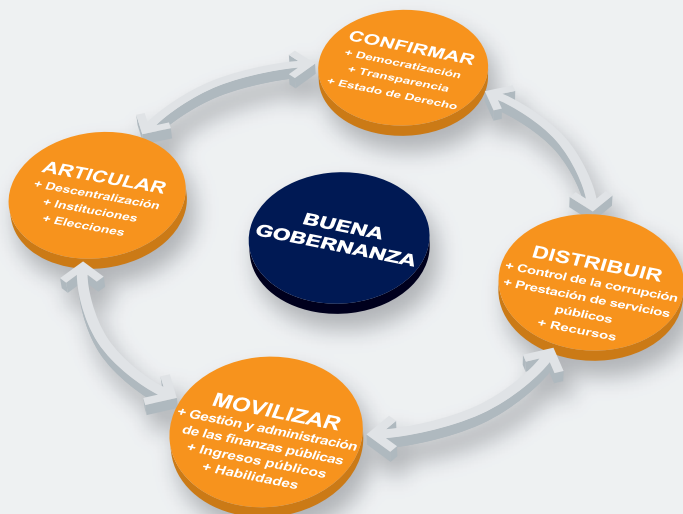 CONFIRMAR
+ Democratización
+ Transparencia
+ Estado de Derecho
ARTICULAR
+ Descentralización
+ Instituciones
+ Elecciones
BUENA
GOBERNANZA
DISTRIBUIR
+ Control de la corrupción
+ Prestación de servicios
públicos
+ Recursos
MOVILIZAR
+ Gestión y administración
de las finanzas públicas
+ Ingresos públicos
+ Habilidades